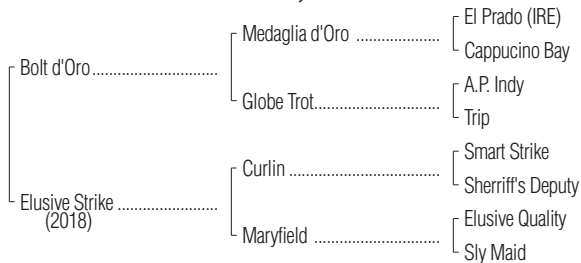 Bolt d'Oro
Medaglia d'Oro
El Prado (IRE)
Cappucino Bay
Globe Trot
A.P. Indy
Trip
Elusive Strike
(2018)
Curlin
Smart Strike
Sherriff's Deputy
Maryfield
Elusive Quality
Sly Maid